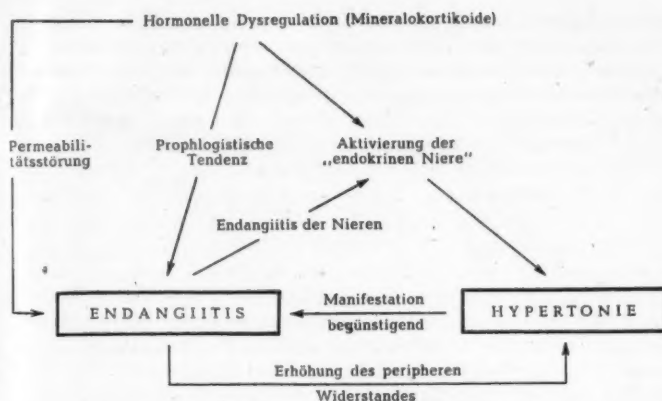 Hormonelle Dysregulation (Mineralokortikoide)
Permeabili-
tätsstörung
Prophlogistische
Tendenz
Aktivierung der
„endokrinen Niere"
Endangiitis der Nieren
ENDANGIITIS
Manifestation
begünstigend
HYPERTONIE
Erhöhung des peripheren
Widerstandes